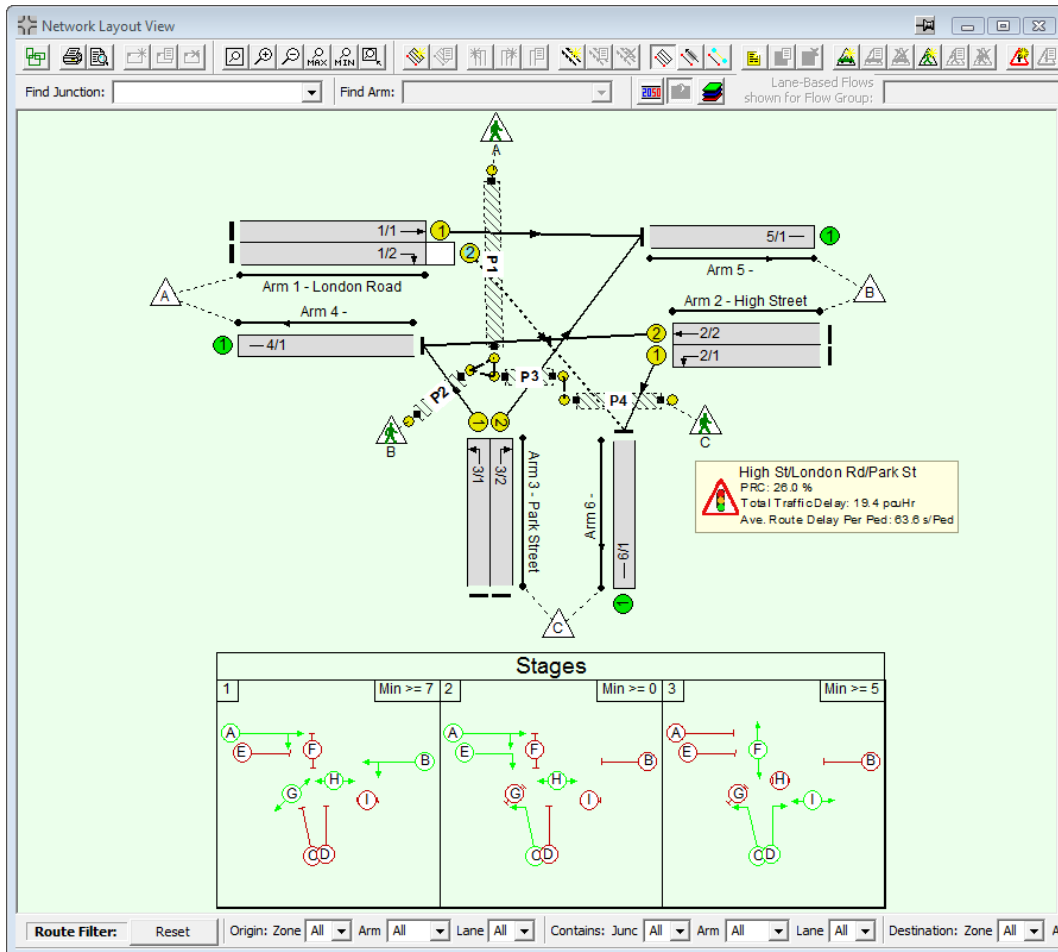 Network Layout View
MAX MIN
Find Junction: Find Arm: 2050 Lane-Based Flows
shown for Flow Group:
A
1/1 1
1/2 2
P1
5/1 1
Arm 1 - London Road
Arm 5 -
A
B
Arm 4 -
Arm 2 - High Street
1 4/1
2 2/2
1 2/1
P2 P3 P4
B
C
1 2
3/1 3/2
Arm 3 - Park Street
Arm 6 -
6/1
1
C
High St/London Rd/Park St
PRC: 26.0 %
Total Traffic Delay: 19.4 pcuHr
Ave. Route Delay Per Ped: 63.6 s/Ped
Stages
1 Min >= 7 2 Min >= 0 3 Min >= 5
A E F B H G I C D
A E F B H G I C D
A E F B H G I C D
Route Filter: Reset Origin: Zone All Arm All Lane All Contains: Junc All Arm All Lane All Destination: Zone All A